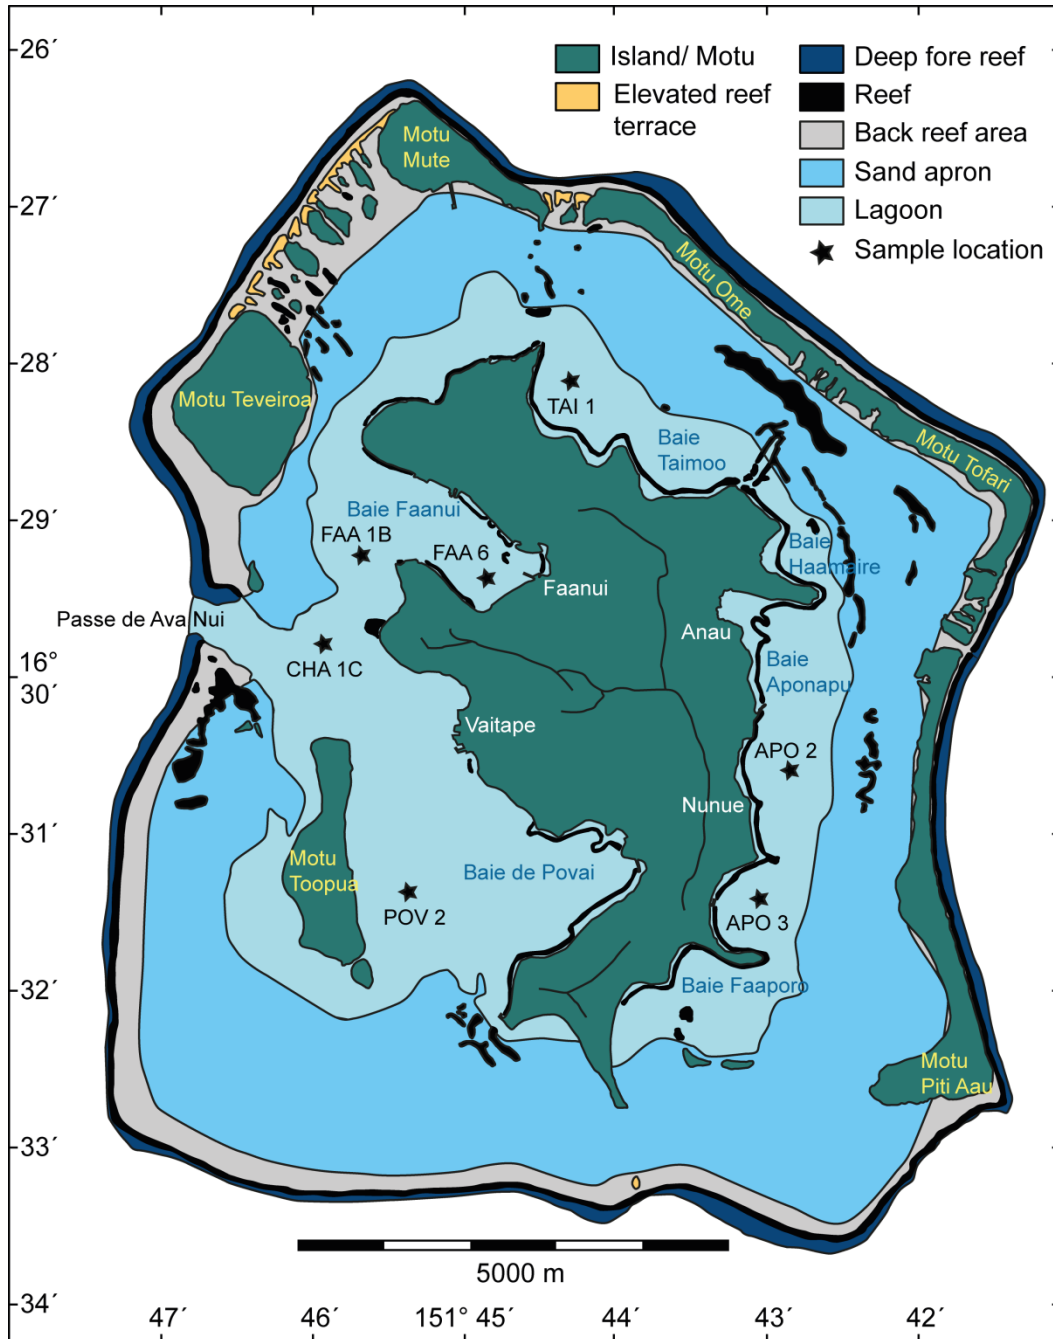 26´
Island/ Motu
Deep fore reef
Elevated reef
terrace
Reef
Back reef area
Sand apron
Lagoon
Sample location
Motu
Mute
27´
Motu Ome
28´
Motu Teveiroa
TAI 1
Baie
Taimoo
Motu Tofari
29´
Baie Faanui
FAA 1B
FAA 6
Baie
Haamaire
Faanui
Passe de Ava Nui
Anau
CHA 1C
Baie
Aponapu
16°
30´
Vaitape
APO 2
Nunue
31´
Motu
Toopua
Baie de Povai
POV 2
APO 3
32´
Baie Faaporo
Motu
Piti Aau
33´
5000 m
34´
47´
46´
151° 45´
44´
43´
42´